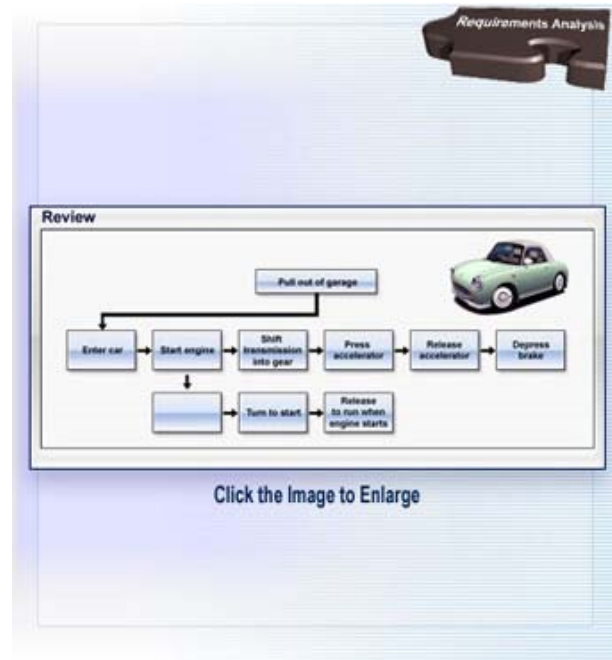 Requirements Analysis
Review
Pull out of garage
Enter car
Start engine
Shift
transmission
into gear
Press
accelerator
Release
accelerator
Depress
brake
Turn to start
Release
to run when
engine starts
Click the Image to Enlarge